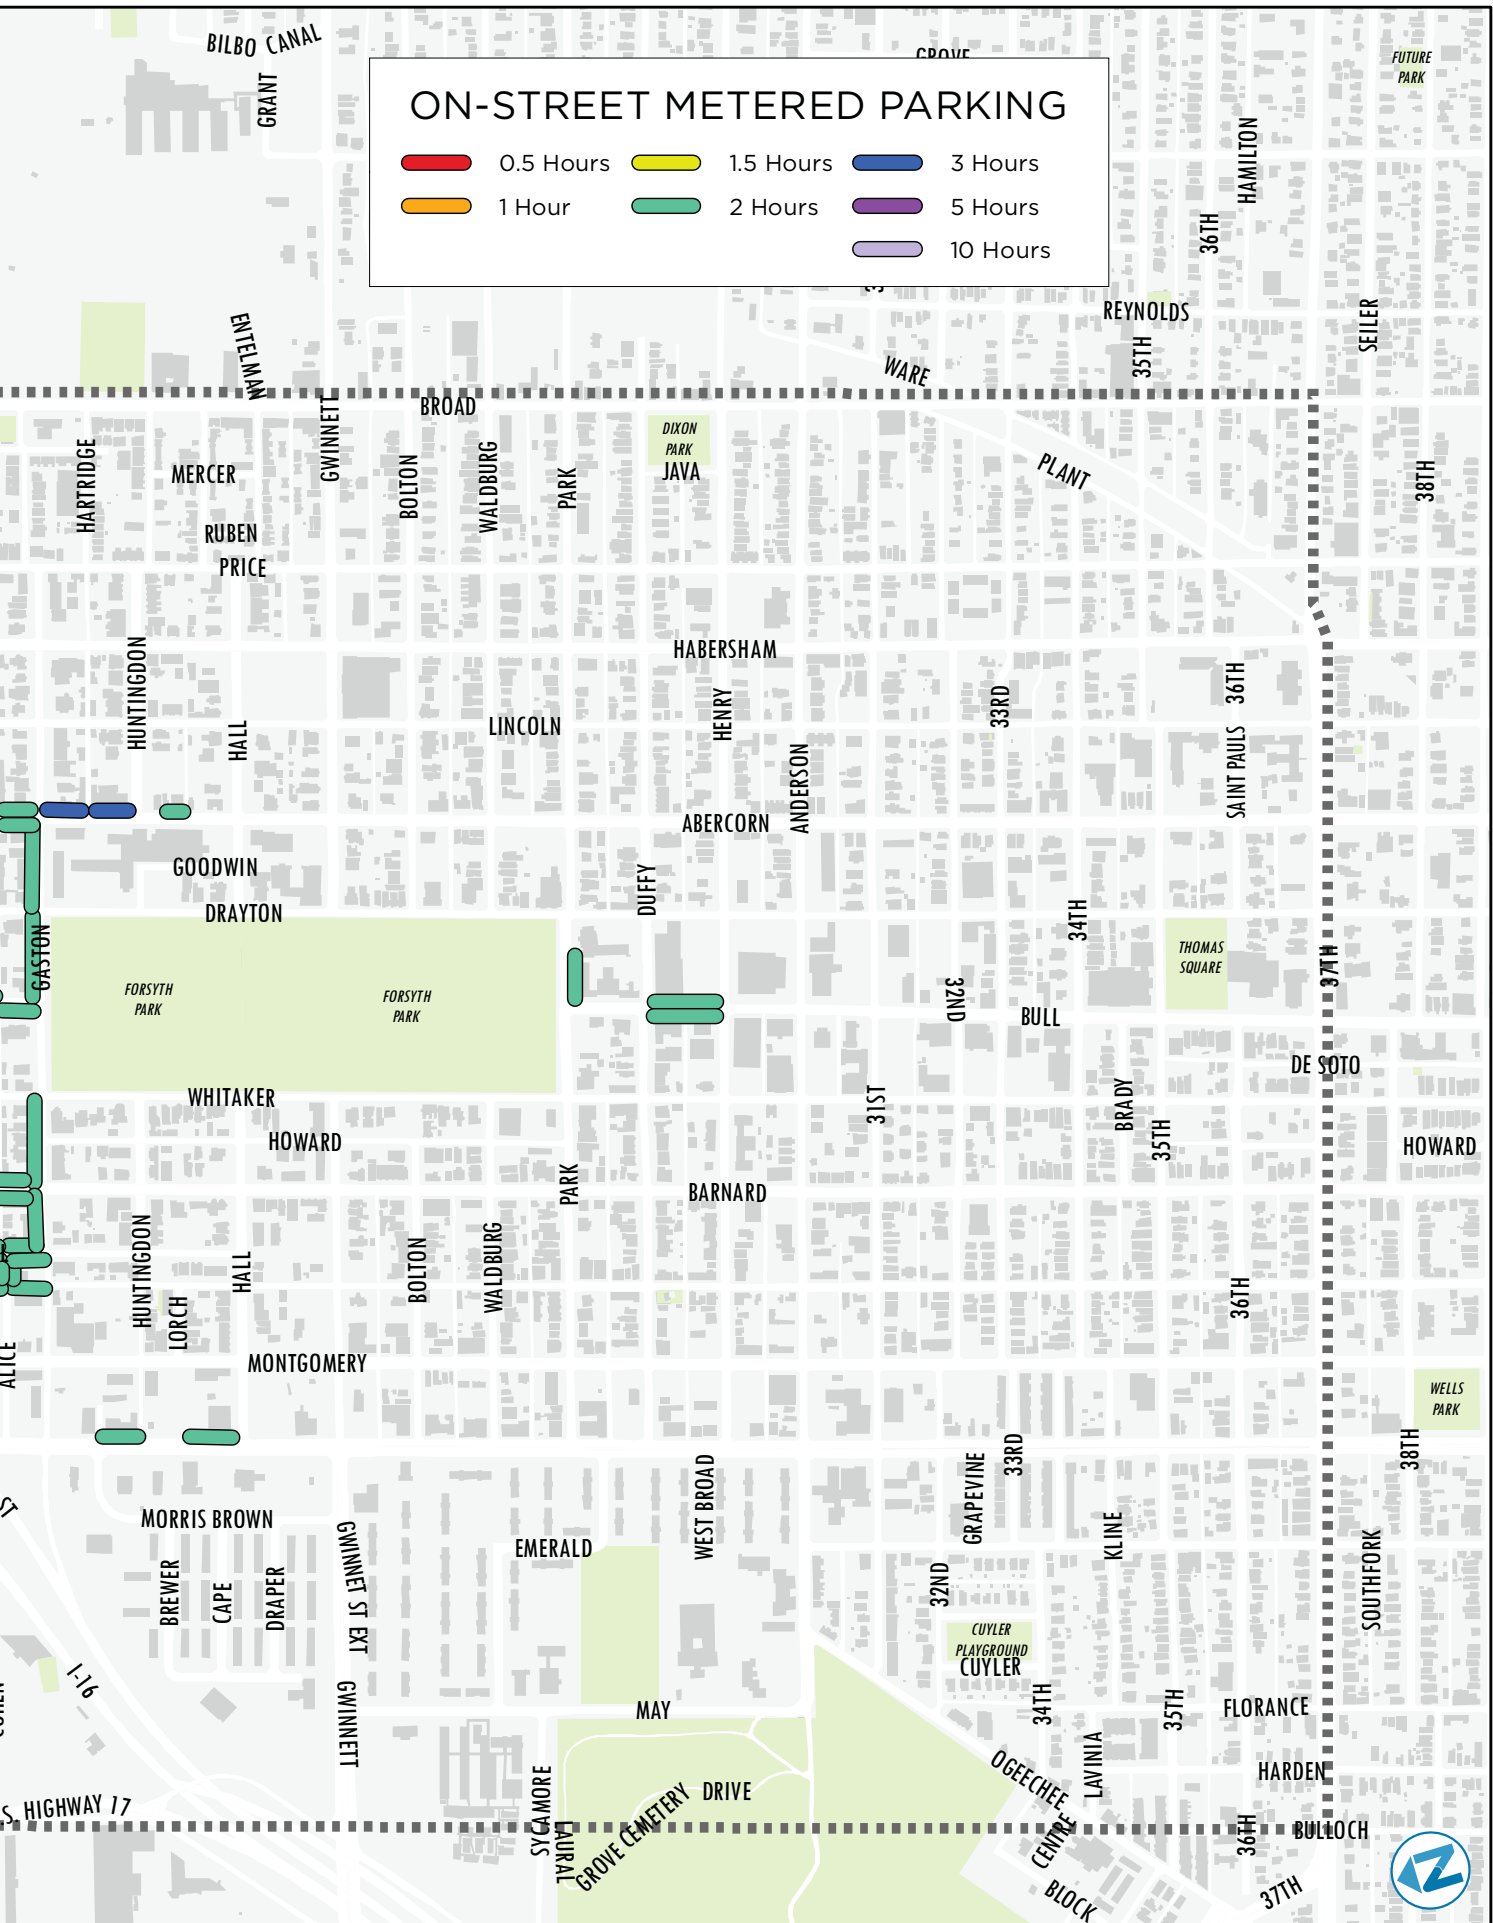 BILBO CANAL
GROVE
FUTURE
PARK
GRANT
ON-STREET METERED PARKING
0.5 Hours
1.5 Hours
3 Hours
1 Hour
2 Hours
5 Hours
10 Hours
HAMILTON
36TH
REYNOLDS
SEILER
35TH
ENTELMAN
WARE
BROAD
GWINNETT
DIXON
PARK
JAVA
HARTRIDGE
MERCER
BOLTON
WALDBURG
PARK
PLANT
38TH
RUBEN
PRICE
HABERSHAM
HUNTINGDON
HALL
LINCOLN
HENRY
33RD
36TH
SAINT PAULS
ANDERSON
ABERCORN
GOODWIN
DUFFY
DRAYTON
34TH
GASTON
THOMAS
SQUARE
37TH
FORSYTH
PARK
FORSYTH
PARK
32ND
BULL
DE SOTO
WHITAKER
31ST
BRADY
35TH
HOWARD
HOWARD
PARK
BARNARD
HUNTINGDON
HALL
BOLTON
WALDBURG
36TH
LORCH
ALICE
MONTGOMERY
WELLS
PARK
38TH
WEST BROAD
GRAPEVINE
33RD
ST
MORRIS BROWN
GWINNET ST EXT
EMERALD
KLINE
SOUTHFORK
BREWER
CAPE
DRAPER
32ND
CUYLER
PLAYGROUND
CUYLER
I-16
GWINNETT
MAY
34TH
35TH
FLORANCE
LAVINIA
OGEECHEE
HARDEN
S. HIGHWAY 17
SYCAMORE
DRIVE
LAURAL
GROVE CEMETERY
CENTRE
36TH
BULLOCH
BLOCK
37TH
Z